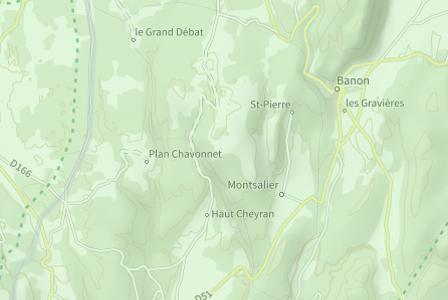 le Grand Débat
Banon
St-Pierre
les Gravières
Plan Chavonnet
D166
Montsalier
Haut Cheyran
D51